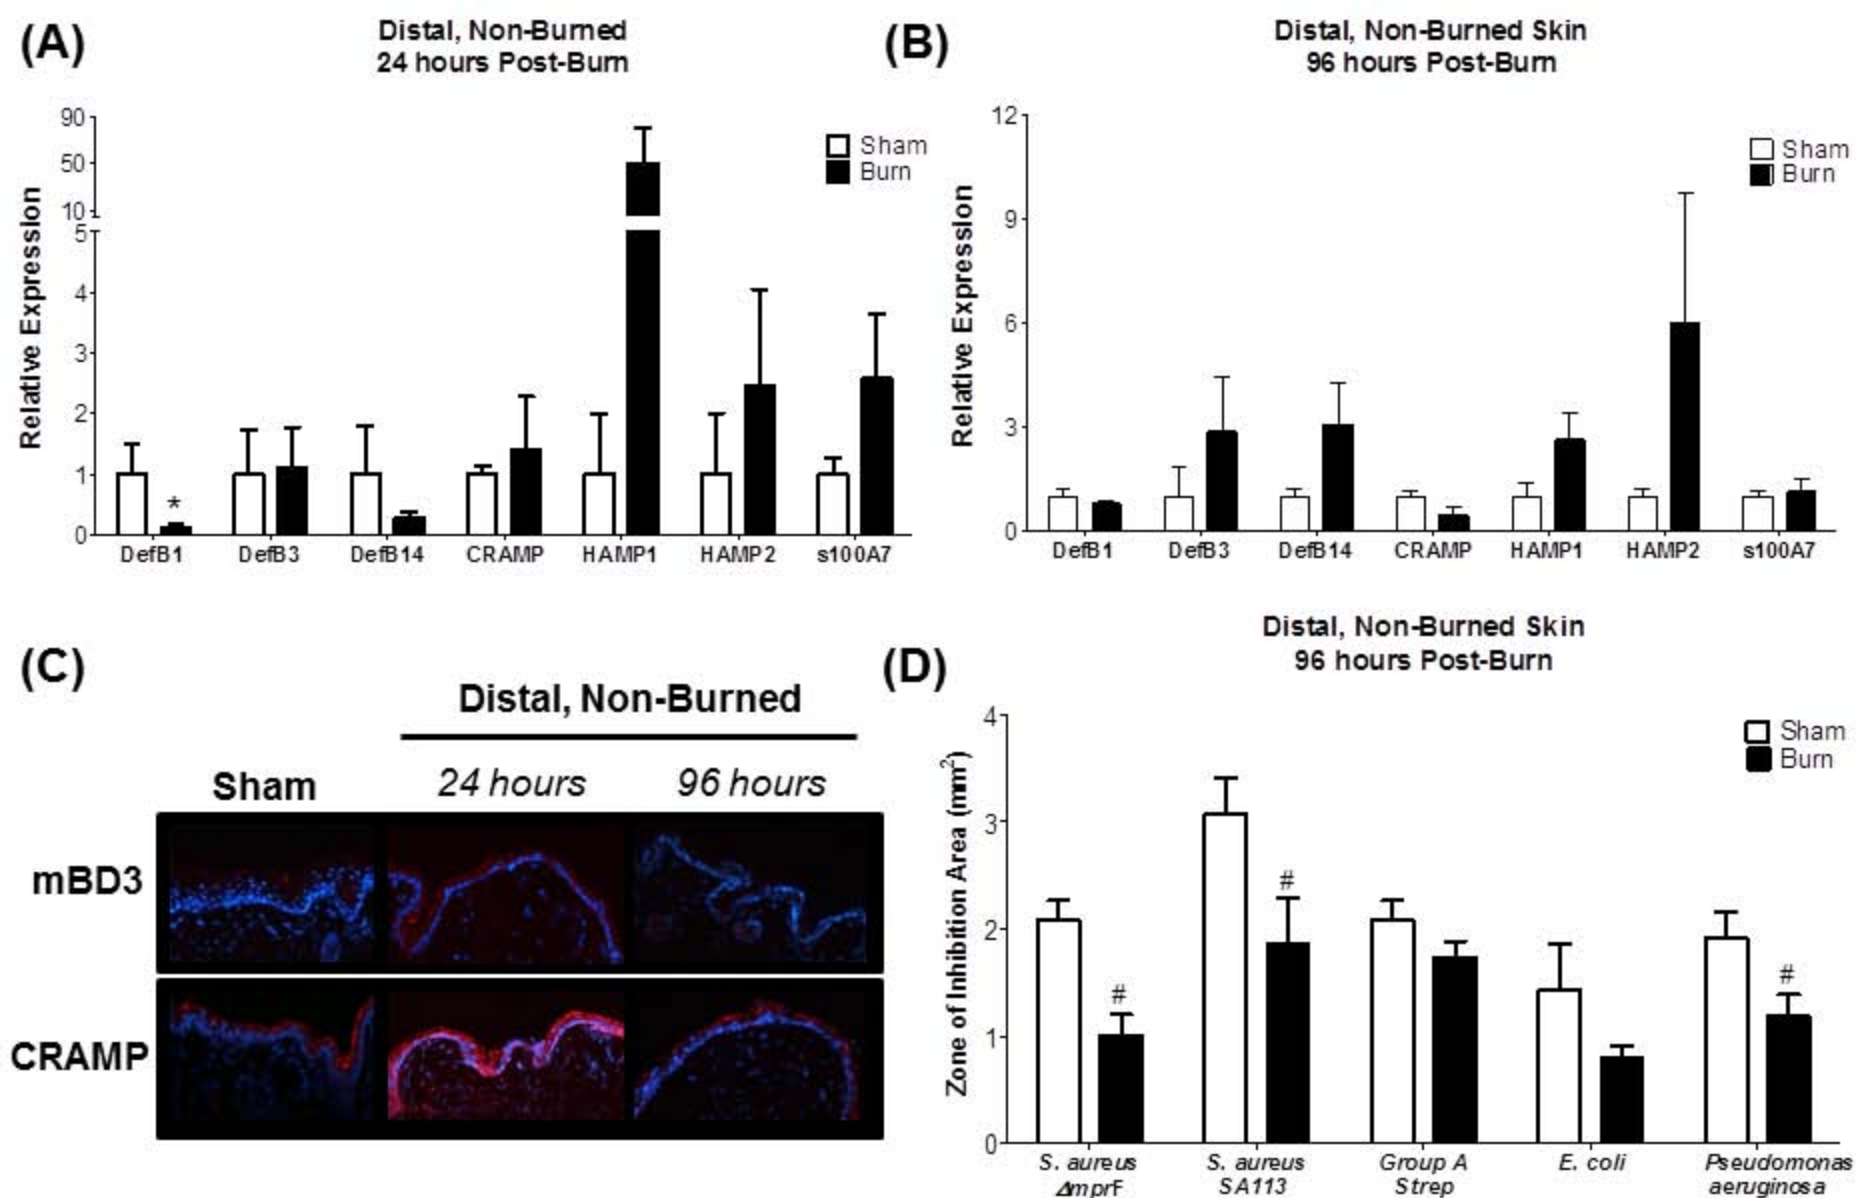 (A)
Distal, Non-Burned
24 hours Post-Burn
Relative Expression
90
50
10
5
4
3
2
1
0
Sham
Burn
*
DefB1 DefB3 DefB14 CRAMP HAMP1 HAMP2 s100A7
(B)
Distal, Non-Burned Skin
96 hours Post-Burn
Relative Expression
12
9
6
3
0
Sham
Burn
DefB1 DefB3 DefB14 CRAMP HAMP1 HAMP2 s100A7
(C)
Distal, Non-Burned
Sham 24 hours 96 hours
mBD3
CRAMP
(D)
Distal, Non-Burned Skin
96 hours Post-Burn
Zone of Inhibition Area (mm²)
4
3
2
1
0
Sham
Burn
# # #
S. aureus S. aureus Group A E. coli Pseudomonas
ΔmprF SA113 Strep aeruginosa